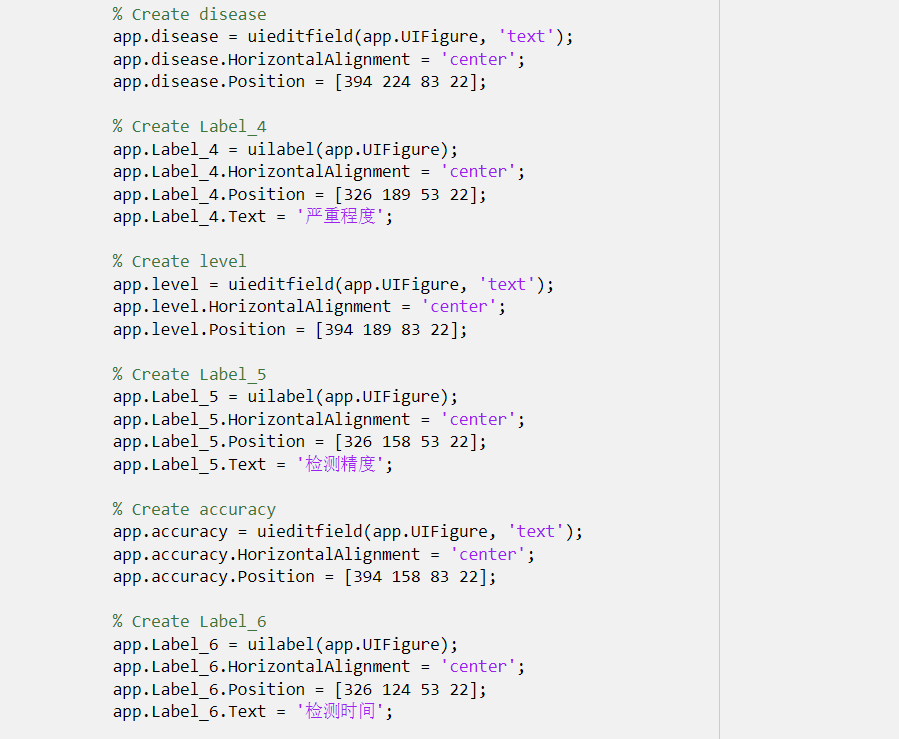 % Create disease
app.disease = uieditfield(app.UIFigure, 'text');
app.disease.HorizontalAlignment = 'center';
app.disease.Position = [394 224 83 22];
% Create Label_4
app.Label_4 = uilabel(app.UIFigure);
app.Label_4.HorizontalAlignment = 'center';
app.Label_4.Position = [326 189 53 22];
app.Label_4.Text = '严重程度';
% Create level
app.level = uieditfield(app.UIFigure, 'text');
app.level.HorizontalAlignment = 'center';
app.level.Position = [394 189 83 22];
% Create Label_5
app.Label_5 = uilabel(app.UIFigure);
app.Label_5.HorizontalAlignment = 'center';
app.Label_5.Position = [326 158 53 22];
app.Label_5.Text = '检测精度';
% Create accuracy
app.accuracy = uieditfield(app.UIFigure, 'text');
app.accuracy.HorizontalAlignment = 'center';
app.accuracy.Position = [394 158 83 22];
% Create Label_6
app.Label_6 = uilabel(app.UIFigure);
app.Label_6.HorizontalAlignment = 'center';
app.Label_6.Position = [326 124 53 22];
app.Label_6.Text = '检测时间';